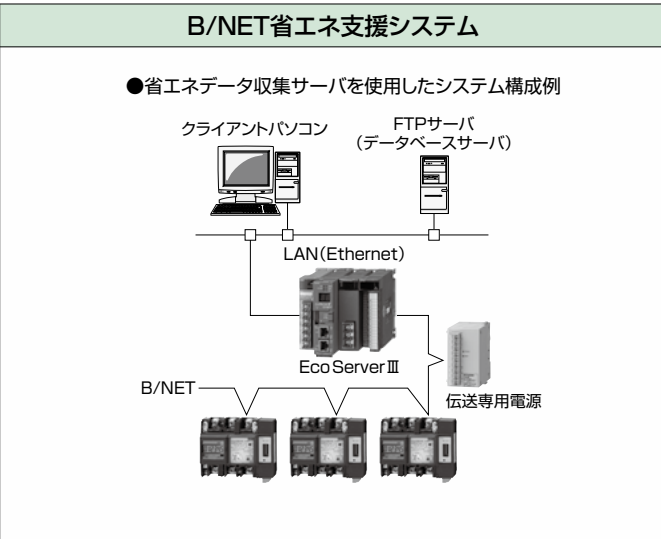 B/NET省エネ支援システム
●省エネデータ収集サーバを使用したシステム構成例
クライアントパソコン
FTPサーバ
（データベースサーバ）
LAN（Ethernet）
EcoServerⅢ
B/NET
伝送専用電源